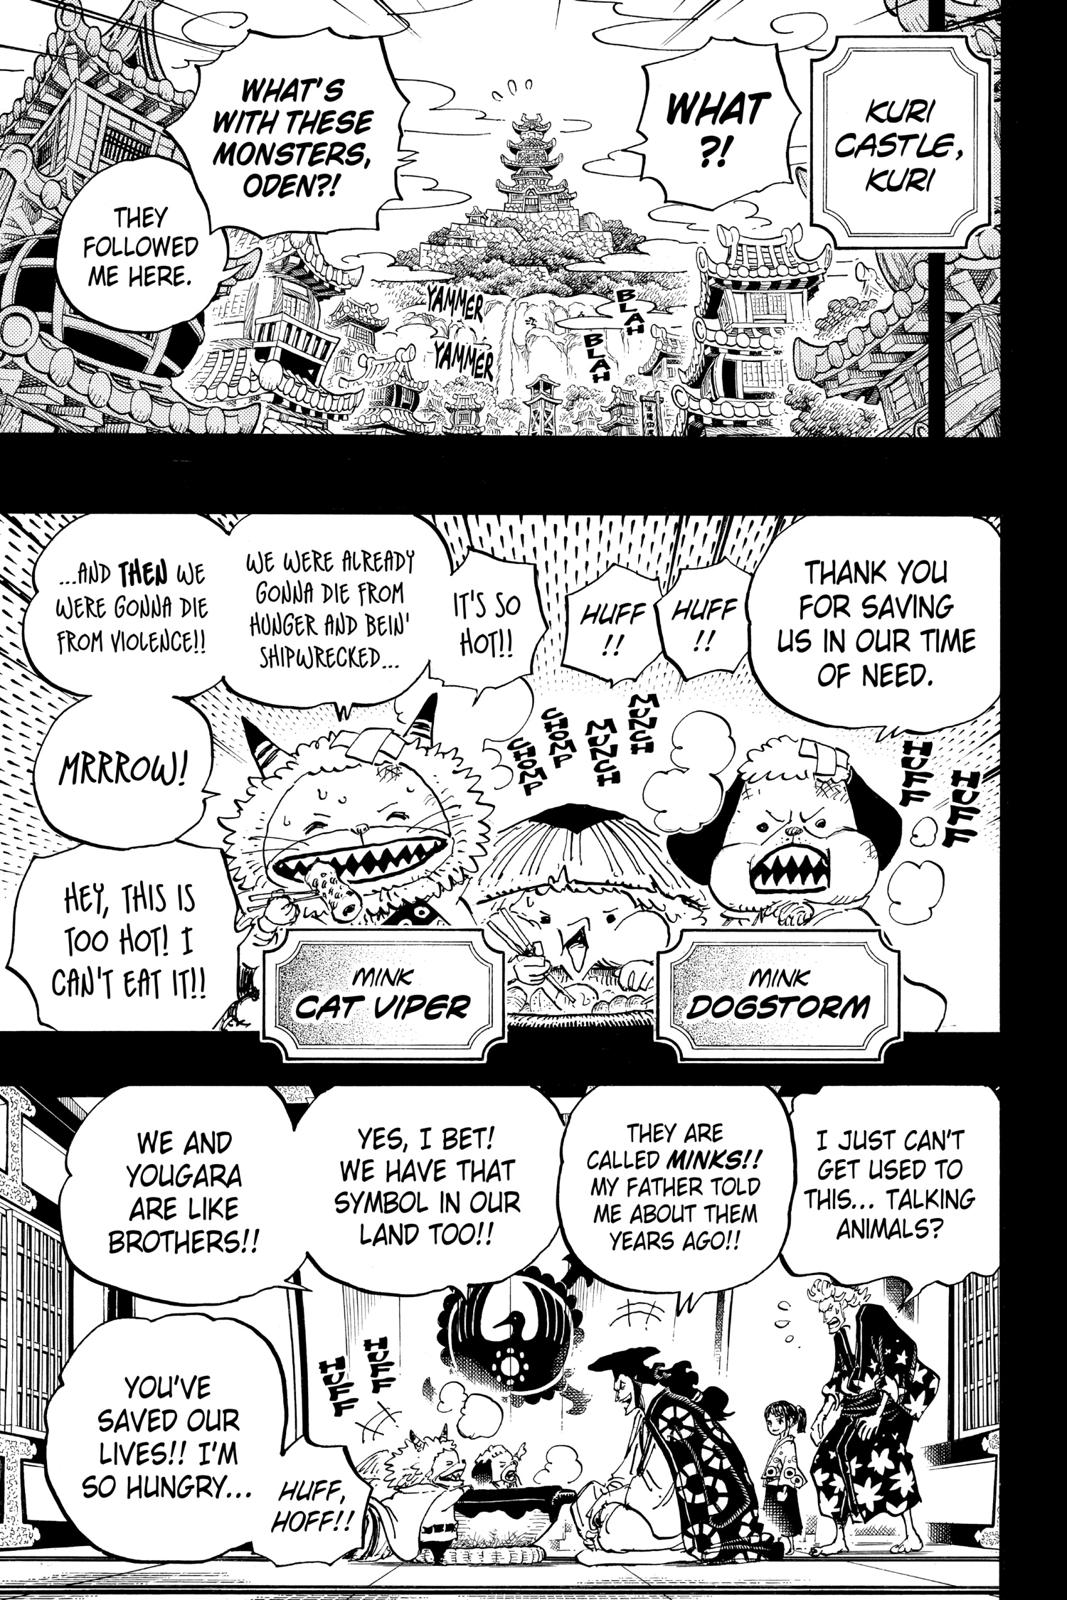 KURI
CASTLE,
KURI
WHAT
?!
WHAT'S
WITH THESE
MONSTERS,
ODEN?!
THEY
FOLLOWED
ME HERE.
YAMMER
YAMMER
BLAH
BLAH
THANK YOU
FOR SAVING
US IN OUR TIME
OF NEED.
HUFF
!!
HUFF
!!
IT'S SO
HOT!!
WE WERE ALREADY
GONNA DIE FROM
HUNGER AND BEIN'
SHIPWRECKED...
...AND THEN WE
WERE GONNA DIE
FROM VIOLENCE!!
MRRROW!
HEY, THIS IS
TOO HOT! I
CAN'T EAT IT!!
HUFF
HUFF
MUNCH
MUNCH
CHOMP
CHOMP
MINK
DOGSTORM
MINK
CAT VIPER
I JUST CAN'T
GET USED TO
THIS... TALKING
ANIMALS?
THEY ARE
CALLED MINKS!!
MY FATHER TOLD
ME ABOUT THEM
YEARS AGO!!
YES, I BET!
WE HAVE THAT
SYMBOL IN OUR
LAND TOO!!
WE AND
YOUGARA
ARE LIKE
BROTHERS!!
YOU'VE
SAVED OUR
LIVES!! I'M
SO HUNGRY...
HUFF
HUFF
HUFF,
HOFF!!